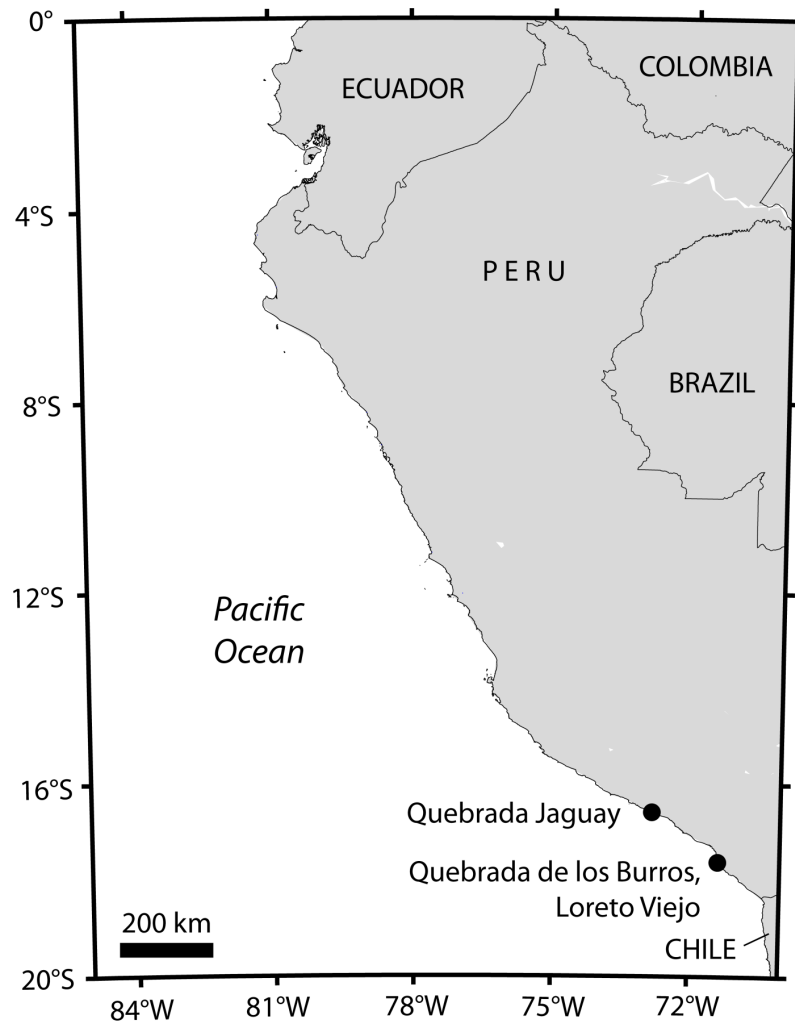 0°
COLOMBIA
ECUADOR
4°S
PERU
8°S
BRAZIL
12°S
Pacific
Ocean
16°S
Quebrada Jaguay
Quebrada de los Burros,
Loreto Viejo
200 km
CHILE
20°S
84°W
81°W
78°W
75°W
72°W